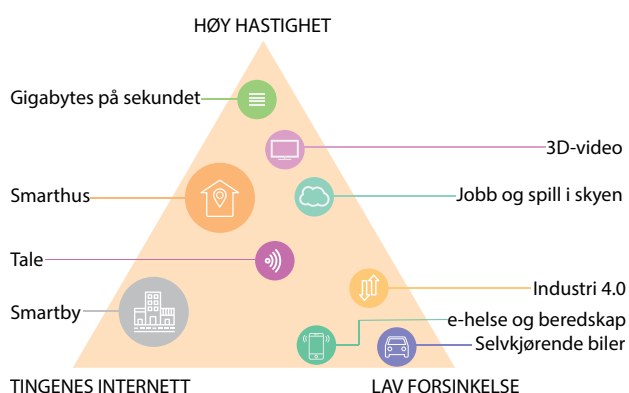 HØY HASTIGHET
Gigabytes på sekundet
3D-video
Smarthus
Jobb og spill i skyen
Tale
Industri 4.0
Smartby
e-helse og beredskap
Selvkjørende biler
TINGENES INTERNETT
LAV FORSINKELSE